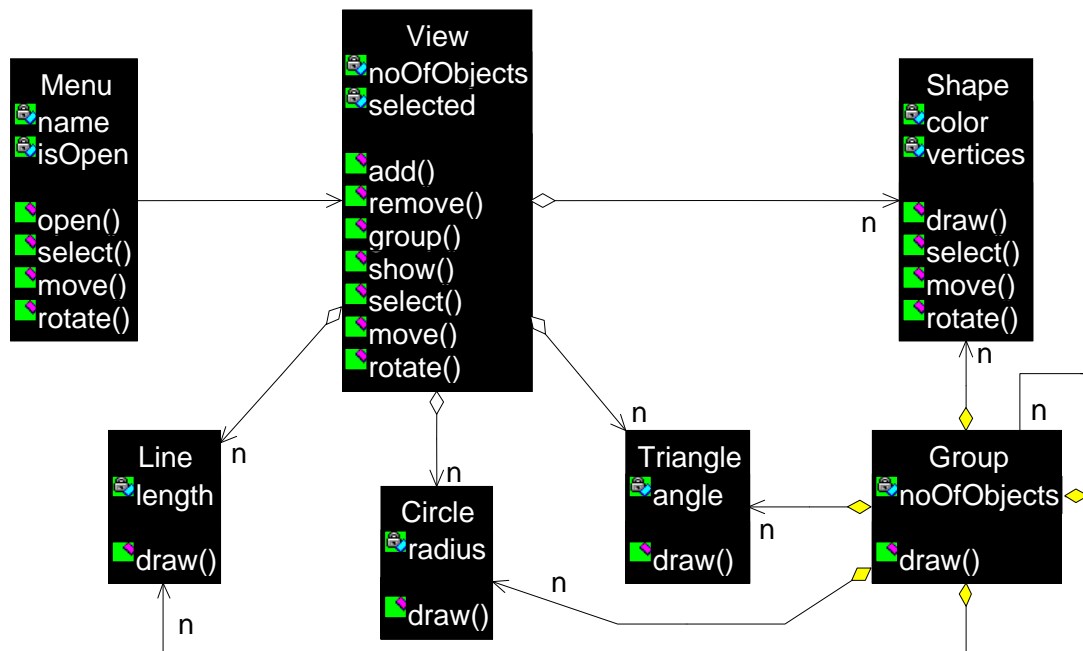 Menu
name
isOpen
open()
select()
move()
rotate()
View
noOfObjects
selected
add()
remove()
group()
show()
select()
move()
rotate()
Shape
color
vertices
draw()
select()
move()
rotate()
n
n
n
n
n
n
Line
length
draw()
Circle
radius
draw()
Triangle
angle
draw()
Group
noOfObjects
draw()
n
n
n